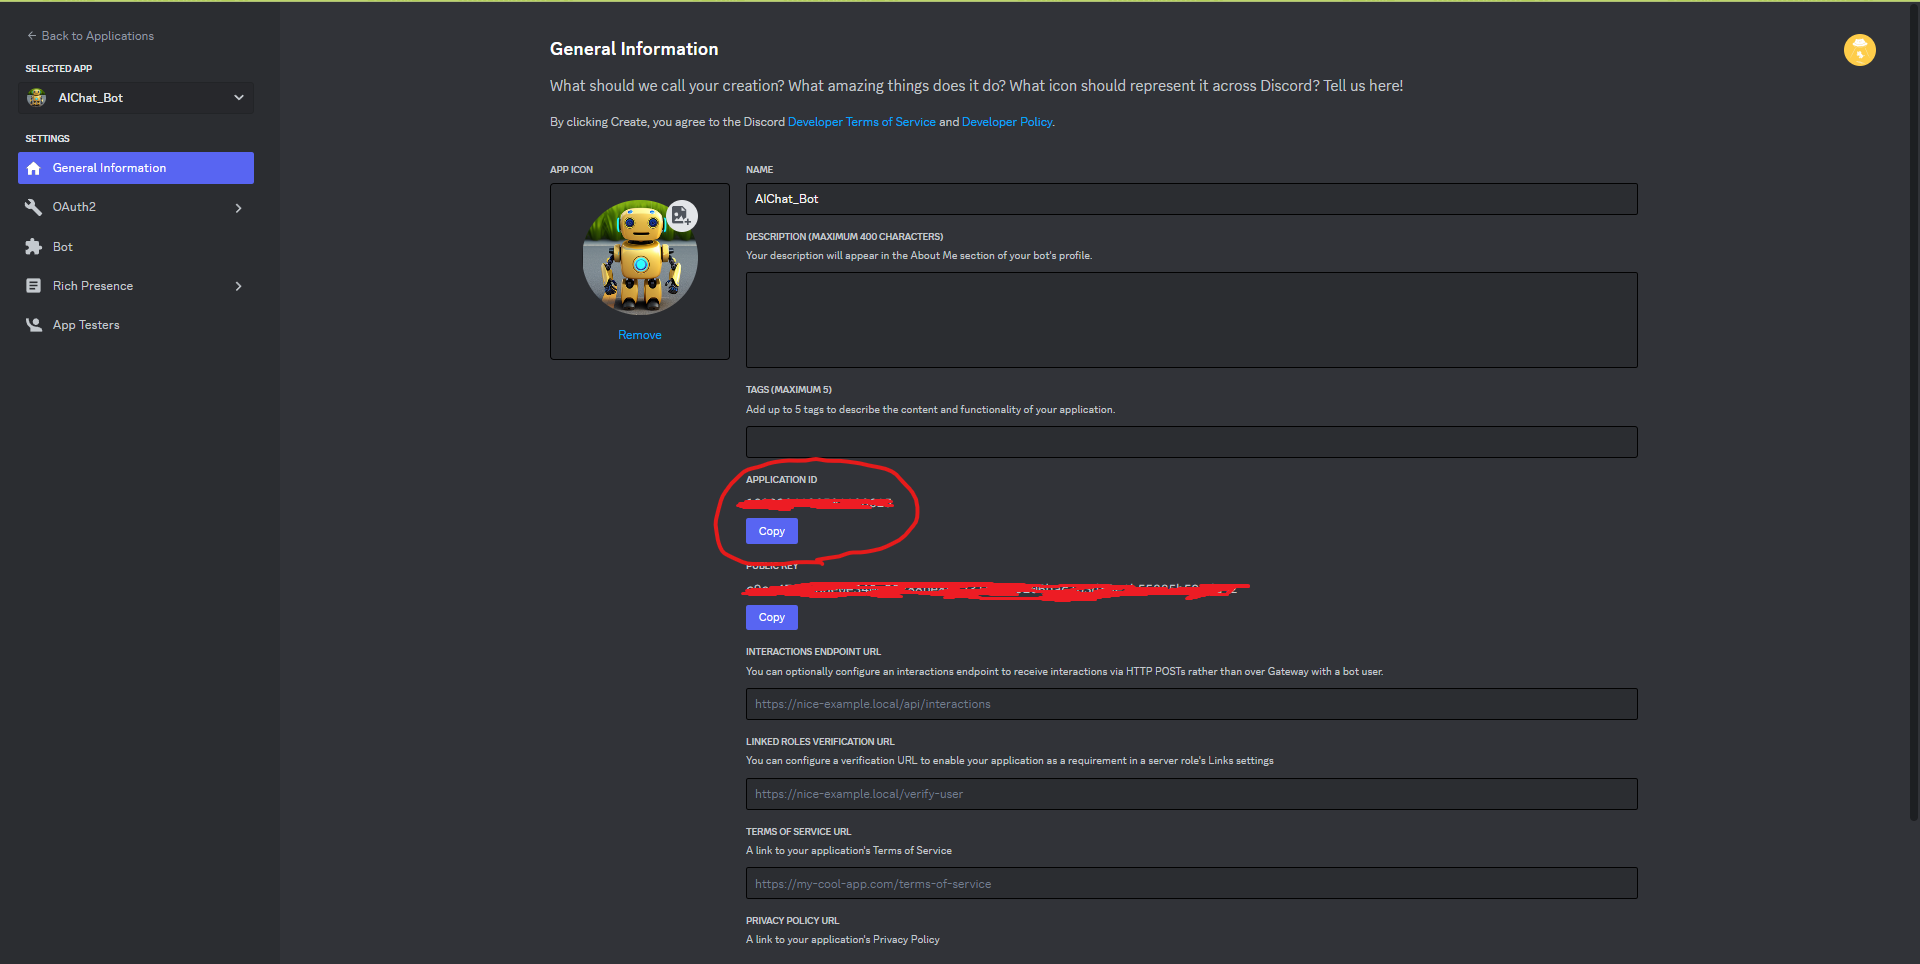 Back to Applications
SELECTED APP
AIChat_Bot
SETTINGS
General Information
OAuth2
Bot
Rich Presence
App Testers
General Information
What should we call your creation? What amazing things does it do? What icon should represent it across Discord? Tell us here!
By clicking Create, you agree to the Discord Developer Terms of Service and Developer Policy.
APP ICON
Remove
NAME
AIChat_Bot
DESCRIPTION (MAXIMUM 400 CHARACTERS)
Your description will appear in the About Me section of your bot's profile.
TAGS (MAXIMUM 5)
Add up to 5 tags to describe the content and functionality of your application.
APPLICATION ID
Copy
PUBLIC KEY
Copy
INTERACTIONS ENDPOINT URL
You can optionally configure an interactions endpoint to receive interactions via HTTP POSTs rather than over Gateway with a bot user.
https://nice-example.local/api/interactions
LINKED ROLES VERIFICATION URL
You can configure a verification URL to enable your application as a requirement in a server role's Links settings
https://nice-example.local/verify-user
TERMS OF SERVICE URL
A link to your application's Terms of Service
https://my-cool-app.com/terms-of-service
PRIVACY POLICY URL
A link to your application's Privacy Policy